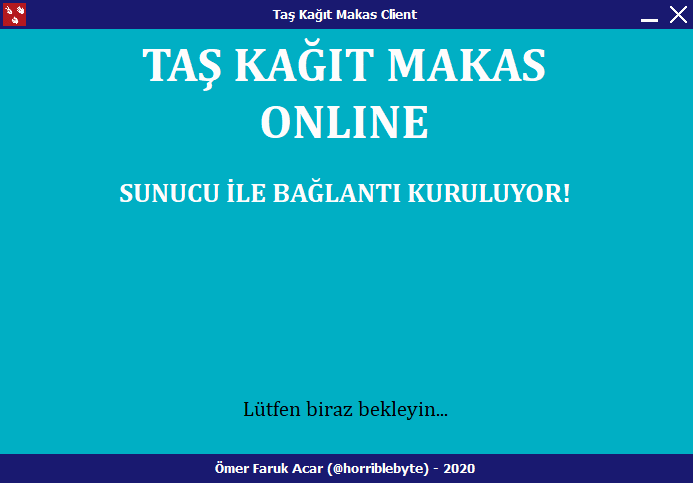 Taş Kağıt Makas Client
TAŞ KAĞIT MAKAS
ONLINE
SUNUCU İLE BAĞLANTI KURULUYOR!
Lütfen biraz bekleyin...
Ömer Faruk Acar (@horriblebyte) - 2020